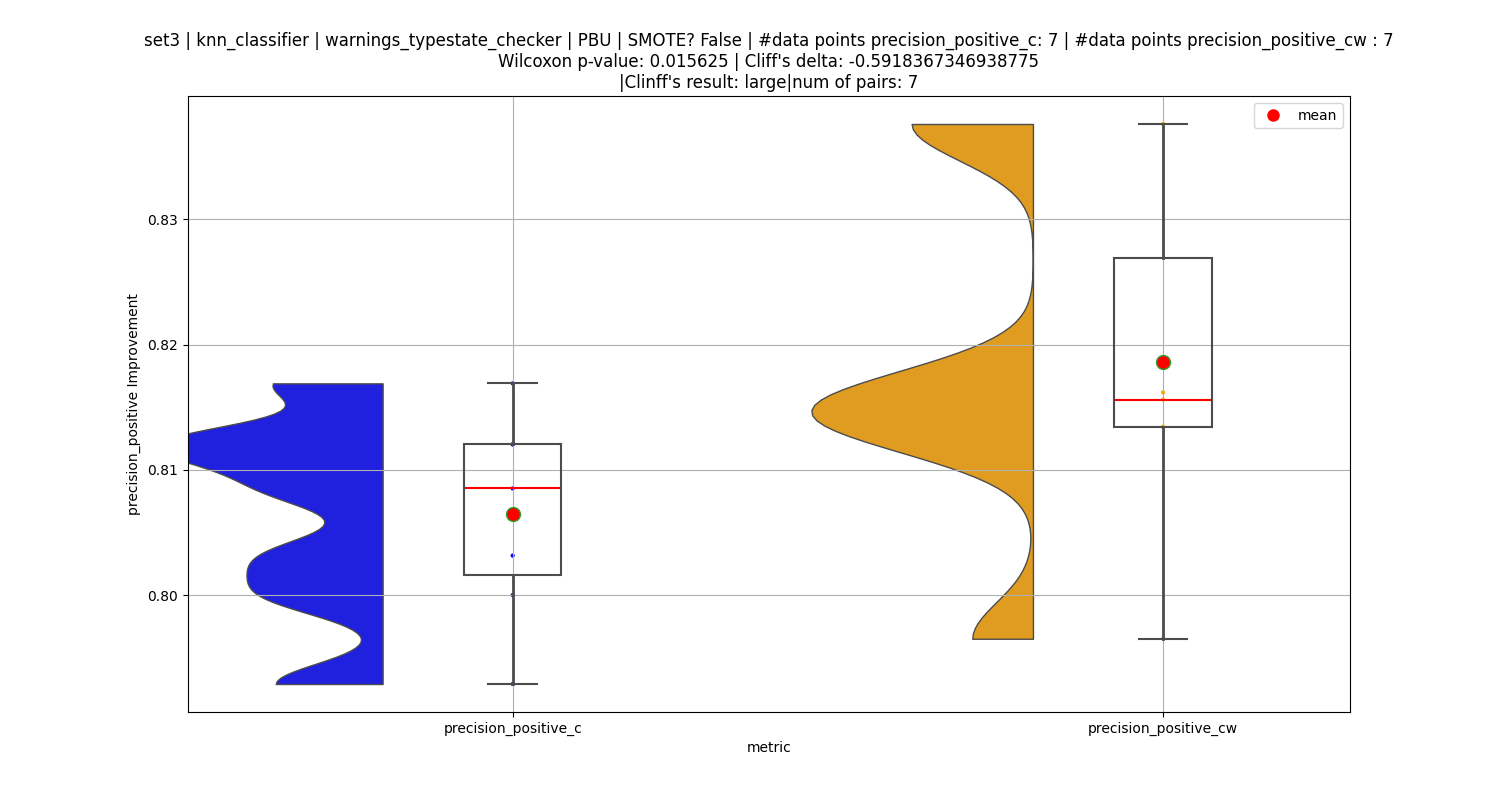 set3 | knn_classifier | warnings_typestate_checker | PBU | SMOTE? False | #data points precision_positive_c: 7 | #data points precision_positive_cw : 7
Wilcoxon p-value: 0.015625 | Cliff's delta: -0.5918367346938775
|Clinff's result: large|num of pairs: 7
mean
0.83
0.82
0.81
0.80
precision_positive Improvement
precision_positive_c
precision_positive_cw
metric